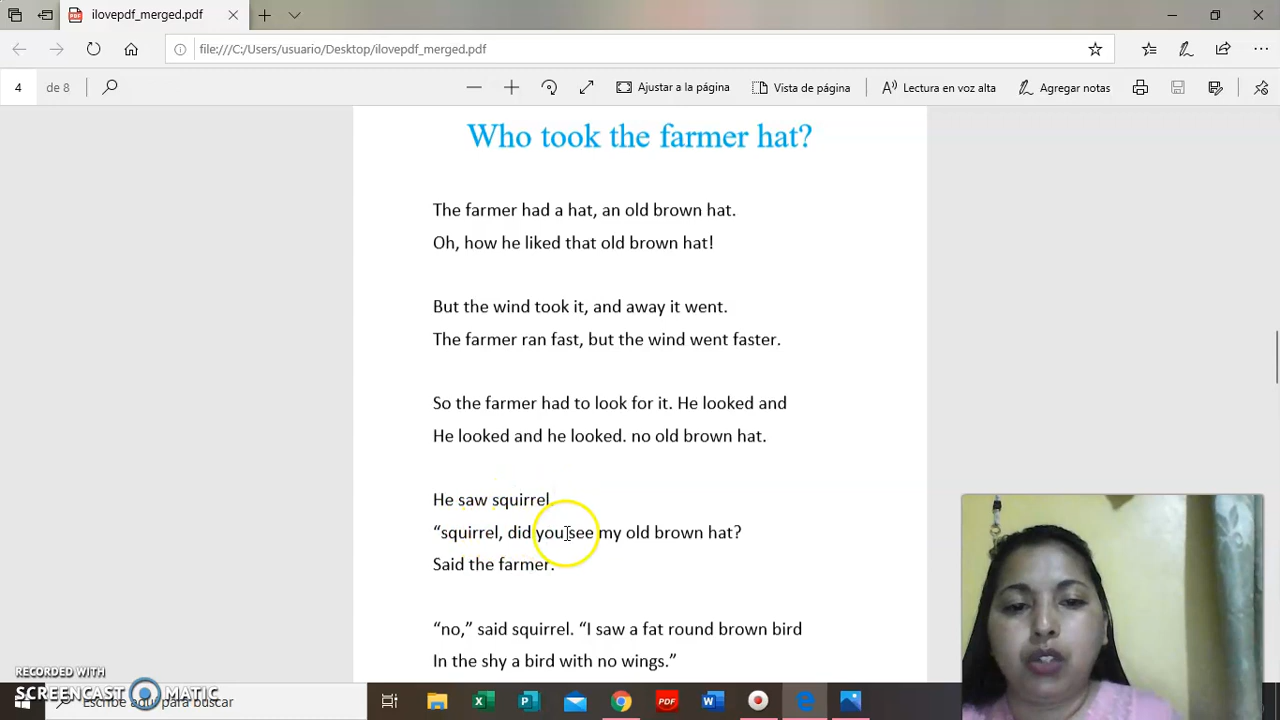 ilovepdf_merged.pdf
file:///C:/Users/usuario/Desktop/ilovepdf_merged.pdf
4 de 8
Ajustar a la página
Vista de página
Lectura en voz alta
Agregar notas
Who took the farmer hat?
The farmer had a hat, an old brown hat.
Oh, how he liked that old brown hat!
But the wind took it, and away it went.
The farmer ran fast, but the wind went faster.
So the farmer had to look for it. He looked and
He looked and he looked. no old brown hat.
He saw squirrel.
“squirrel, did you see my old brown hat?
Said the farmer.
“no,” said squirrel. “I saw a fat round brown bird
In the shy a bird with no wings.”
RECORDED WITH
SCREENCAST MATIC
Escribe aquí para buscar
PDF